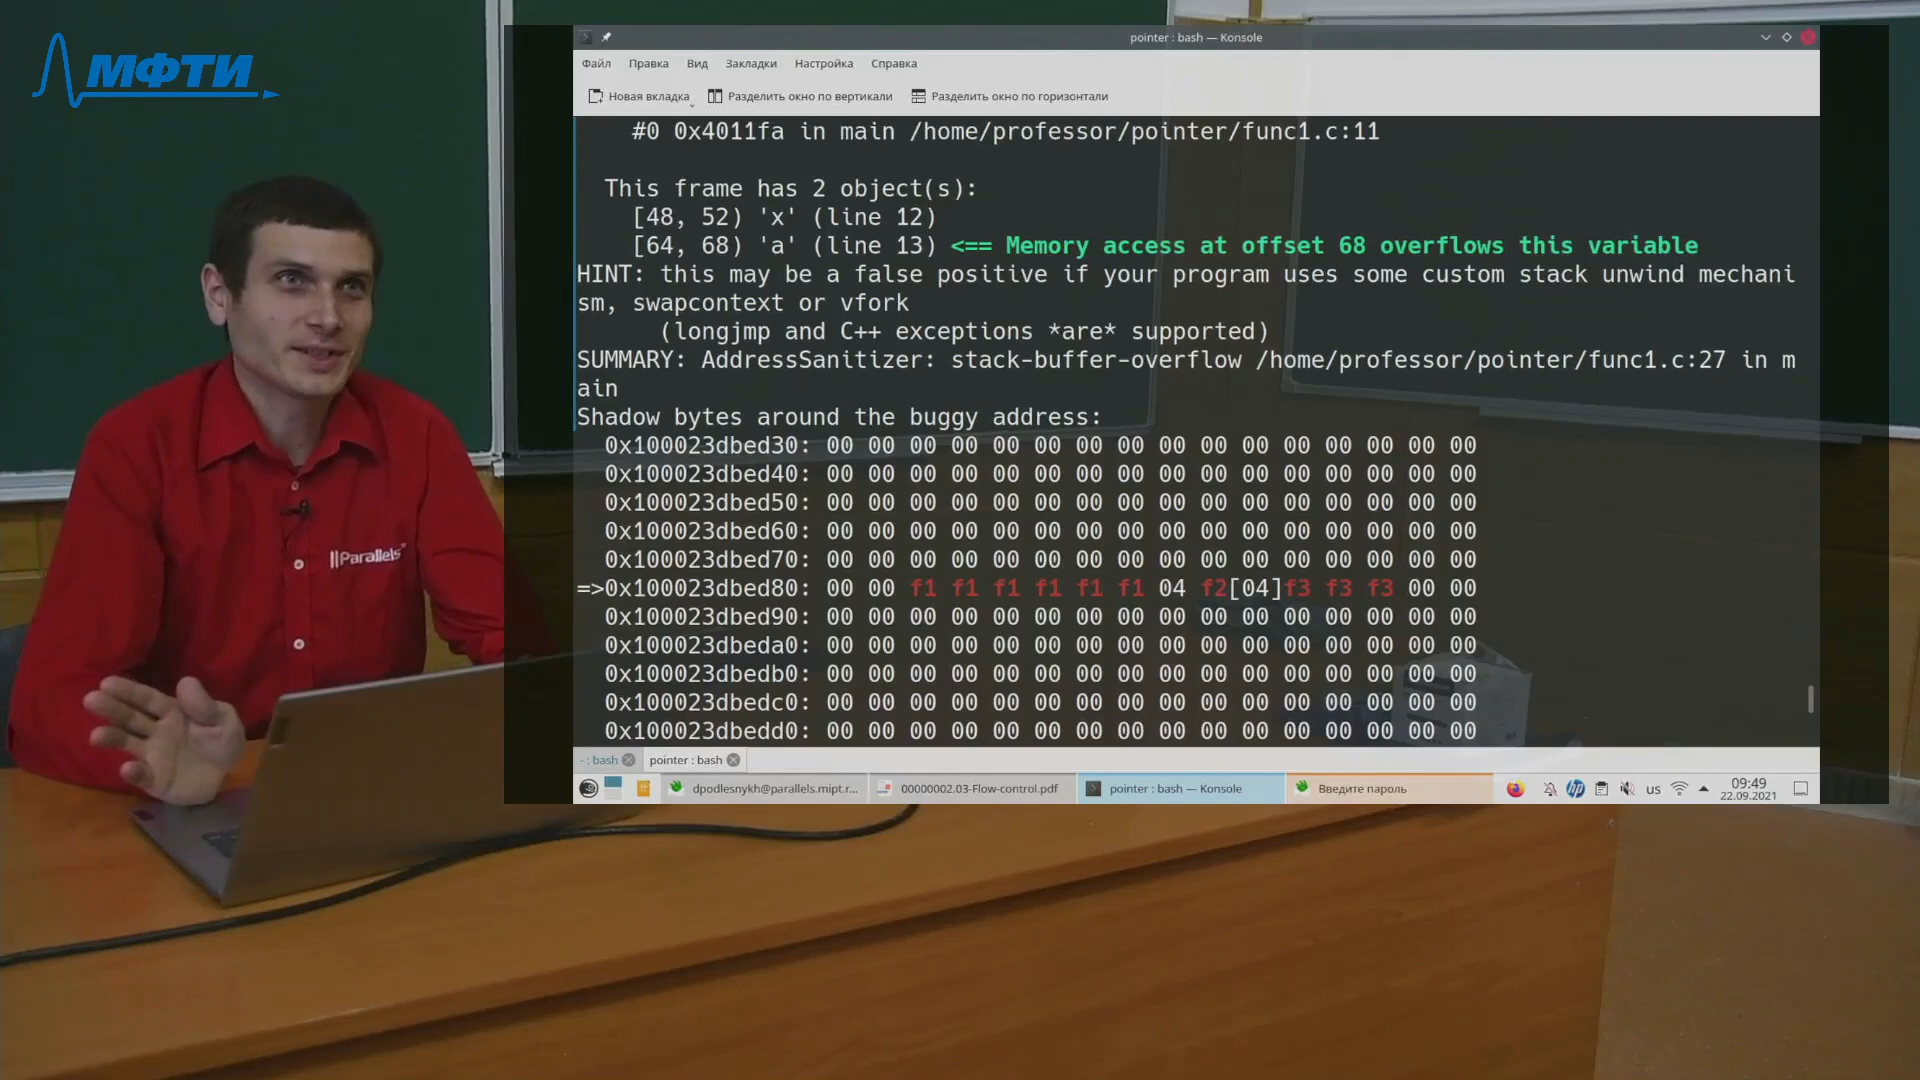 МФТИ
pointer : bash — Konsole
Файл Правка Вид Закладки Настройка Справка
Новая вкладка Разделить окно по вертикали Разделить окно по горизонтали
#0 0x4011fa in main /home/professor/pointer/func1.c:11
This frame has 2 object(s):
[48, 52) 'x' (line 12)
[64, 68) 'a' (line 13) <== Memory access at offset 68 overflows this variable
HINT: this may be a false positive if your program uses some custom stack unwind mechani
sm, swapcontext or vfork
(longjmp and C++ exceptions *are* supported)
SUMMARY: AddressSanitizer: stack-buffer-overflow /home/professor/pointer/func1.c:27 in m
ain
Shadow bytes around the buggy address:
0x100023dbed30: 00 00 00 00 00 00 00 00 00 00 00 00 00 00 00 00
0x100023dbed40: 00 00 00 00 00 00 00 00 00 00 00 00 00 00 00 00
0x100023dbed50: 00 00 00 00 00 00 00 00 00 00 00 00 00 00 00 00
0x100023dbed60: 00 00 00 00 00 00 00 00 00 00 00 00 00 00 00 00
0x100023dbed70: 00 00 00 00 00 00 00 00 00 00 00 00 00 00 00 00
=>0x100023dbed80: 00 00 f1 f1 f1 f1 f1 f1 04 f2[04]f3 f3 f3 00 00
0x100023dbed90: 00 00 00 00 00 00 00 00 00 00 00 00 00 00 00 00
0x100023dbeda0: 00 00 00 00 00 00 00 00 00 00 00 00 00 00 00 00
0x100023dbedb0: 00 00 00 00 00 00 00 00 00 00 00 00 00 00 00 00
0x100023dbedc0: 00 00 00 00 00 00 00 00 00 00 00 00 00 00 00 00
0x100023dbedd0: 00 00 00 00 00 00 00 00 00 00 00 00 00 00 00 00
- : bash pointer : bash
dpodlesnykh@parallels.mipt.r... 00000002.03-Flow-control.pdf pointer : bash — Konsole Введите пароль us 09:49
22.09.2021
||Parallels™